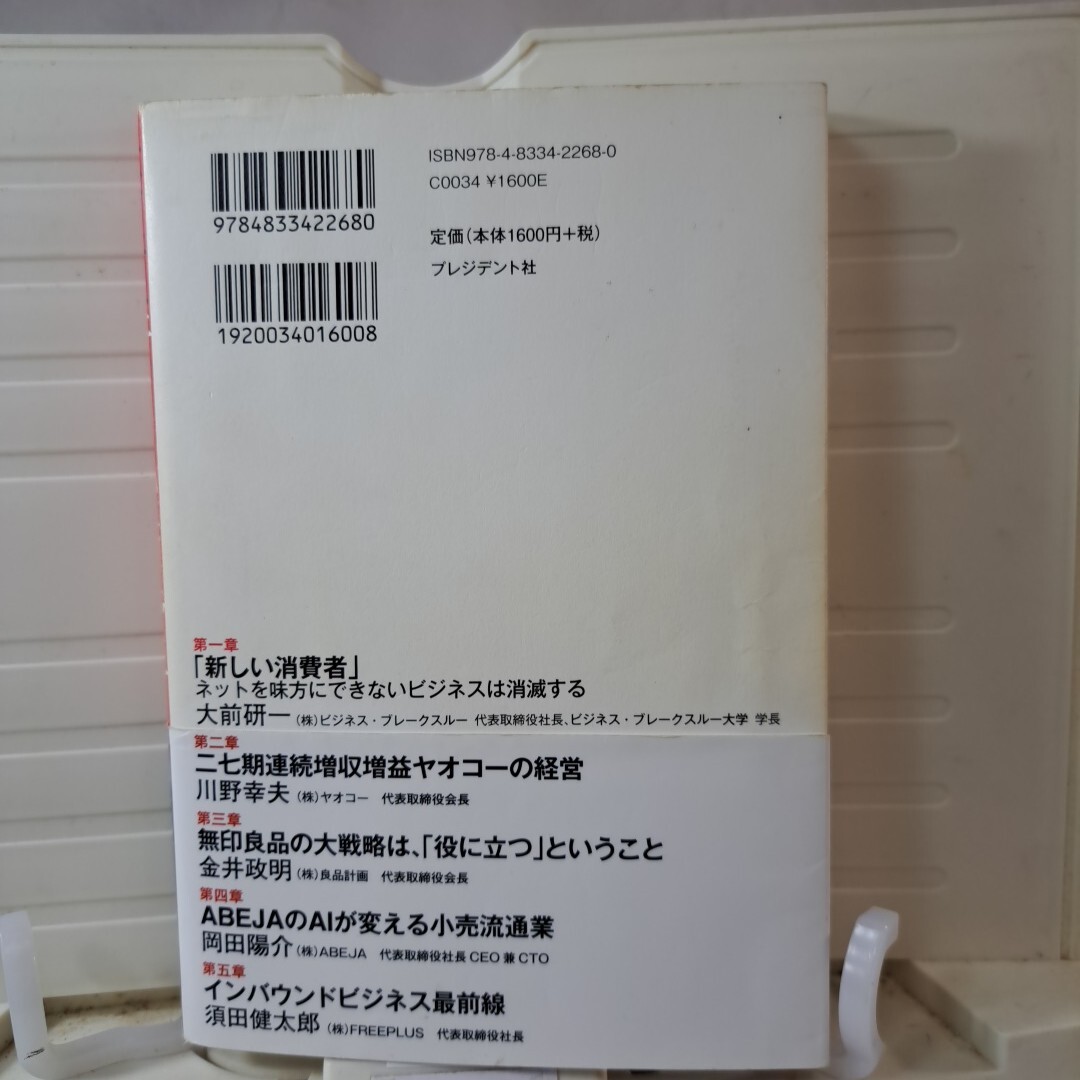 ISBN978-4-8334-2268-0
C0034 ¥1600E
9784833422680
定価(本体1600円+税)
プレジデント社
1920034016008
第一章
「新しい消費者」
ネットを味方にできないビジネスは消滅する
大前研一 (株)ビジネス・ブレークスルー 代表取締役社長、ビジネス・ブレークスルー大学 学長
第二章
二七期連続増収増益ヤオコーの経営
川野幸夫 (株)ヤオコー 代表取締役会長
第三章
無印良品の大戦略は、「役に立つ」ということ
金井政明 (株)良品計画 代表取締役会長
第四章
ABEJAのAIが変える小売流通業
岡田陽介 (株)ABEJA 代表取締役社長CEO兼CTO
第五章
インバウンドビジネス最前線
須田健太郎 (株)FREEPLUS 代表取締役社長